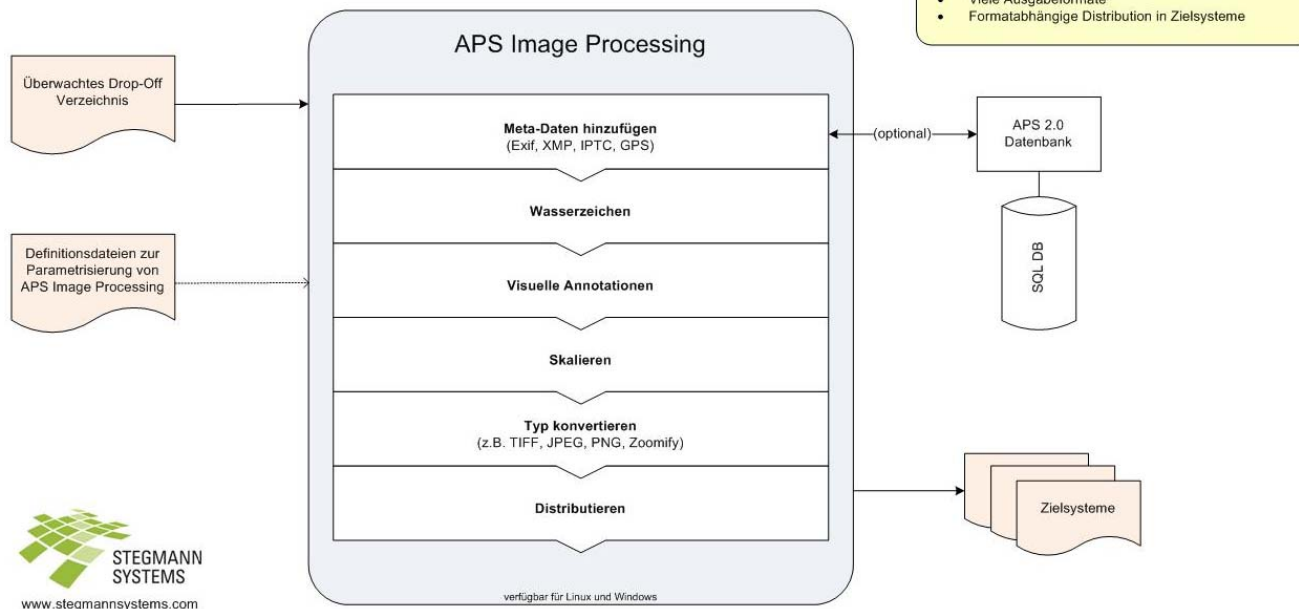 Viele Ausgabeformate
Formatabhängige Distribution in Zielsysteme
APS Image Processing
Überwachtes Drop-Off
Verzeichnis
Meta-Daten hinzufügen
(Exif, XMP, IPTC, GPS)
(optional)
APS 2.0
Datenbank
Wasserzeichen
Definitionsdateien zur
Parametrisierung von
APS Image Processing
Visuelle Annotationen
SQL DB
Skalieren
Typ konvertieren
(z.B. TIFF, JPEG, PNG, Zoomify)
Distributieren
Zielsysteme
STEGMANN
SYSTEMS
www.stegmannsystems.com
verfügbar für Linux und Windows